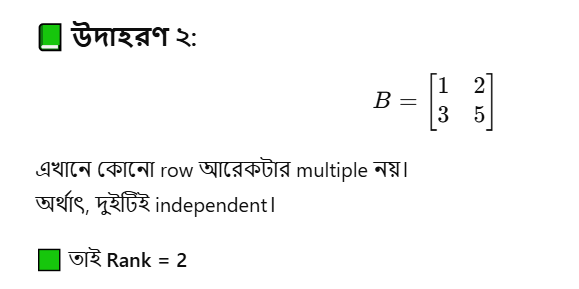 📗 উদাহরণ ২:
B = [1 2
3 5]
এখানে কোনো row আরেকটার multiple নয়।
অর্থাৎ, দুইটিই independent।
🟩 তাই Rank = 2